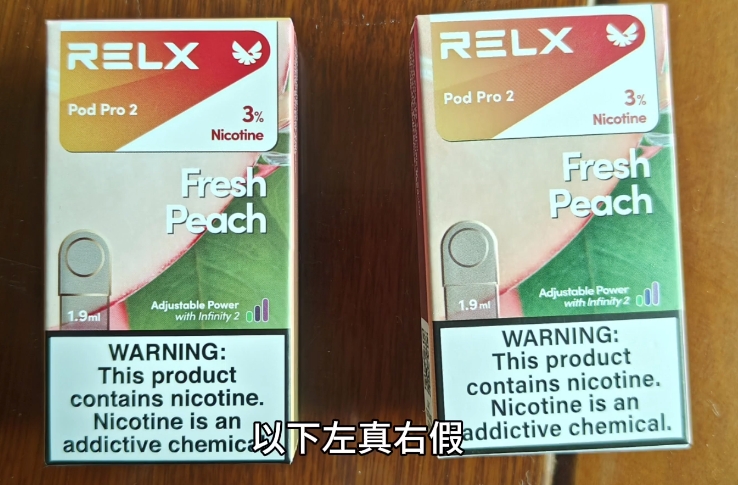 RELX
Pod Pro 2
3%
Nicotine
Fresh
Peach
1.9ml
Adjustable Power
with Infinity 2
WARNING:
This product
contains nicotine.
Nicotine is an
addictive chemica
RELX
Pod Pro 2
3%
Nicotine
Fresh
Peach
1.9ml
Adjustable Power
with Infinity 2
WARNING:
This product
contains nicotine.
Nicotine is an
addictive chemical.
以下左真右假